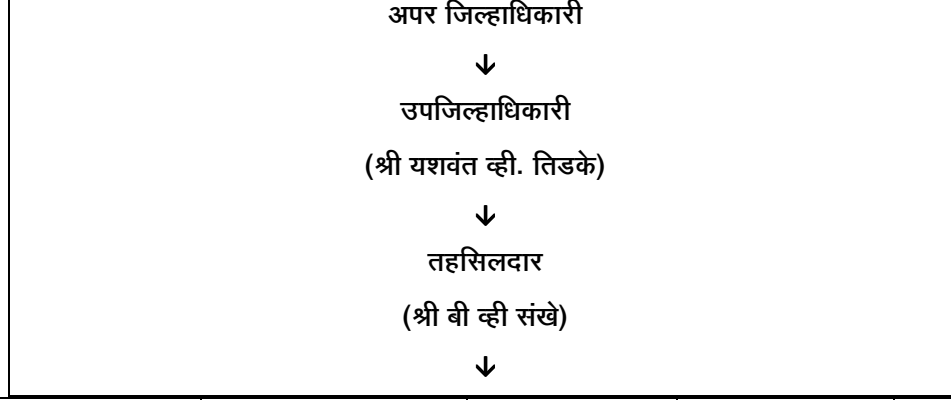 अपर जिल्हाधिकारी
↓
उपजिल्हाधिकारी
(श्री यशवंत व्ही. तिडके)
↓
तहसिलदार
(श्री बी व्ही संखे)
↓